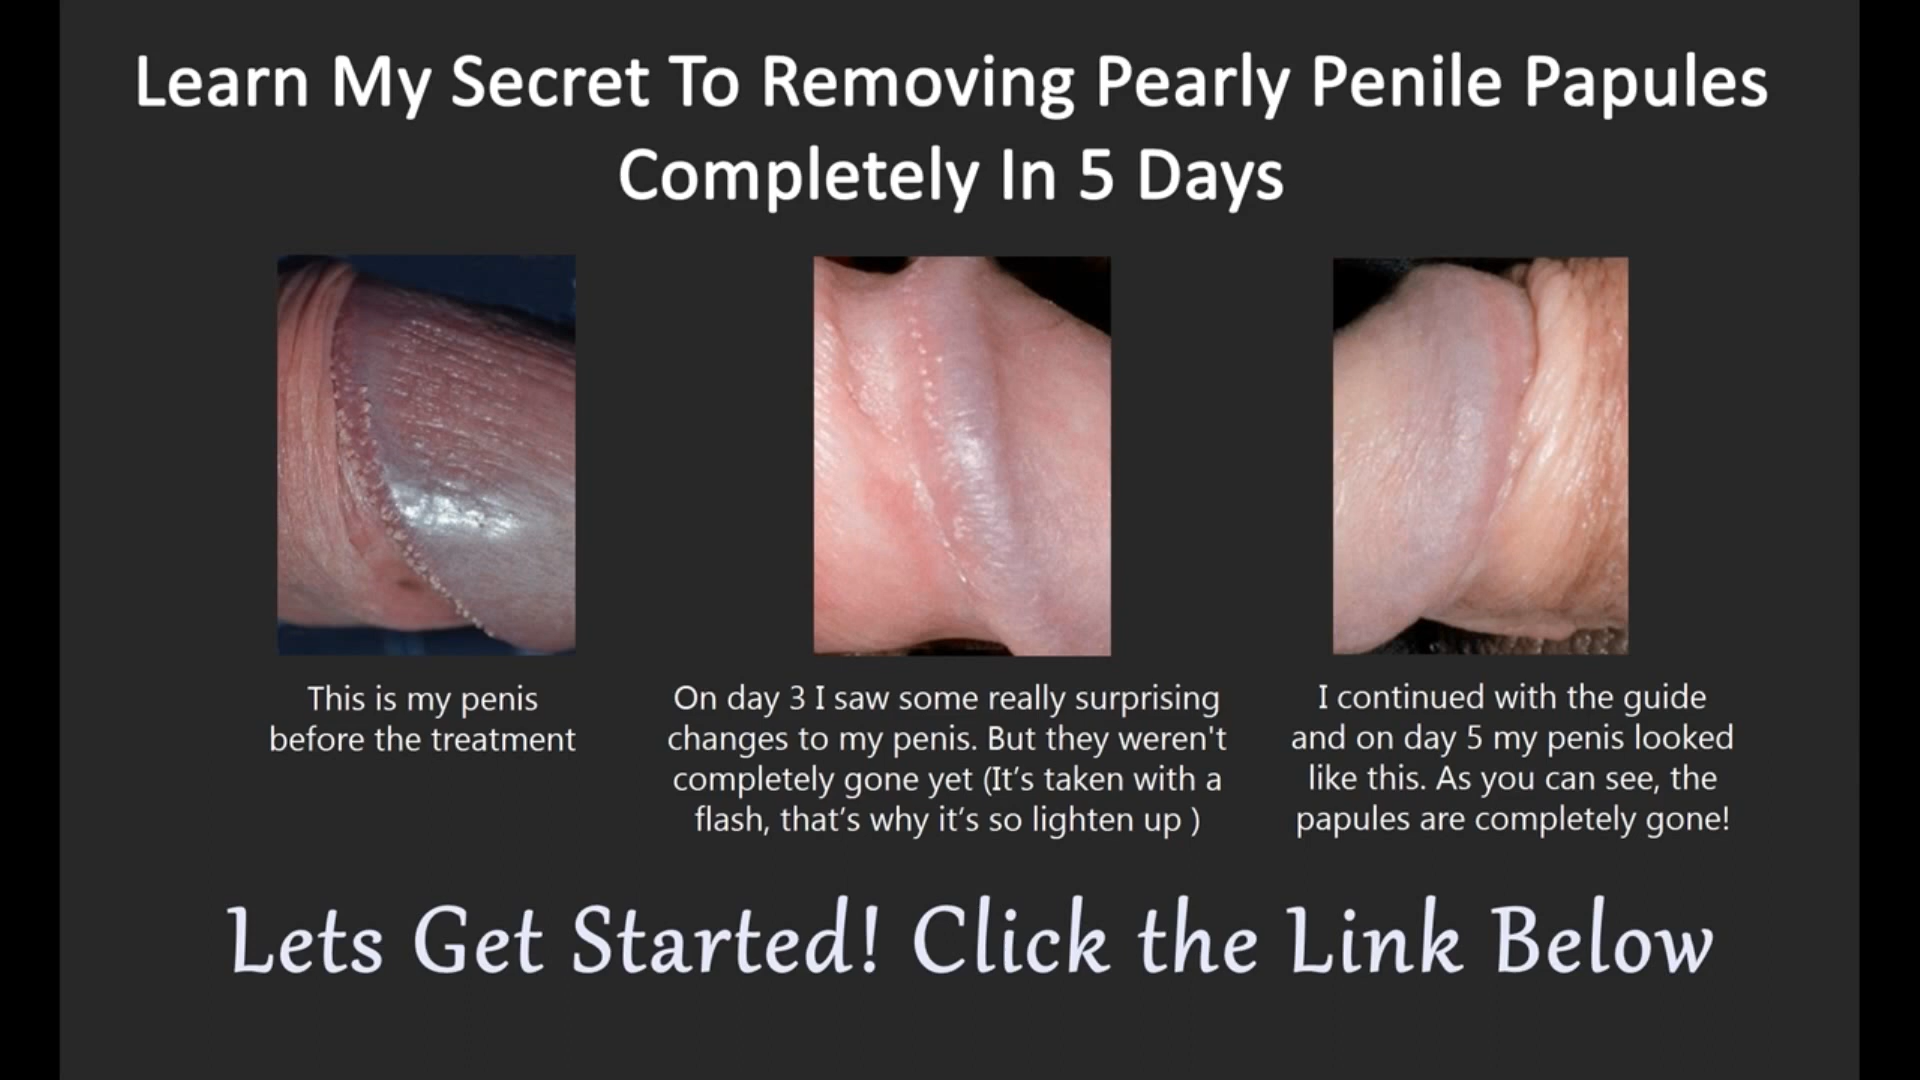 Learn My Secret To Removing Pearly Penile Papules
Completely In 5 Days
This is my penis
before the treatment
On day 3 I saw some really surprising
changes to my penis. But they weren't
completely gone yet (It’s taken with a
flash, that’s why it’s so lighten up )
I continued with the guide
and on day 5 my penis looked
like this. As you can see, the
papules are completely gone!
Lets Get Started! Click the Link Below